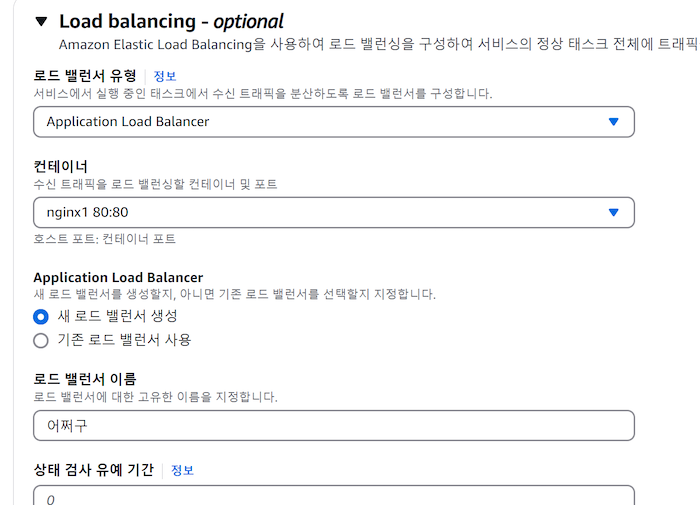 ▼ Load balancing - optional
Amazon Elastic Load Balancing을 사용하여 로드 밸런싱을 구성하여 서비스의 정상 태스크 전체에 트래픽
로드 밸런서 유형 정보
서비스에서 실행 중인 태스크에서 수신 트래픽을 분산하도록 로드 밸런서를 구성합니다.
Application Load Balancer
컨테이너
수신 트래픽을 로드 밸런싱할 컨테이너 및 포트
nginx1 80:80
호스트 포트: 컨테이너 포트
Application Load Balancer
새 로드 밸런서를 생성할지, 아니면 기존 로드 밸런서를 선택할지 지정합니다.
새 로드 밸런서 생성
기존 로드 밸런서 사용
로드 밸런서 이름
로드 밸런서에 대한 고유한 이름을 지정합니다.
어쩌구
상태 검사 유예 기간 정보
0